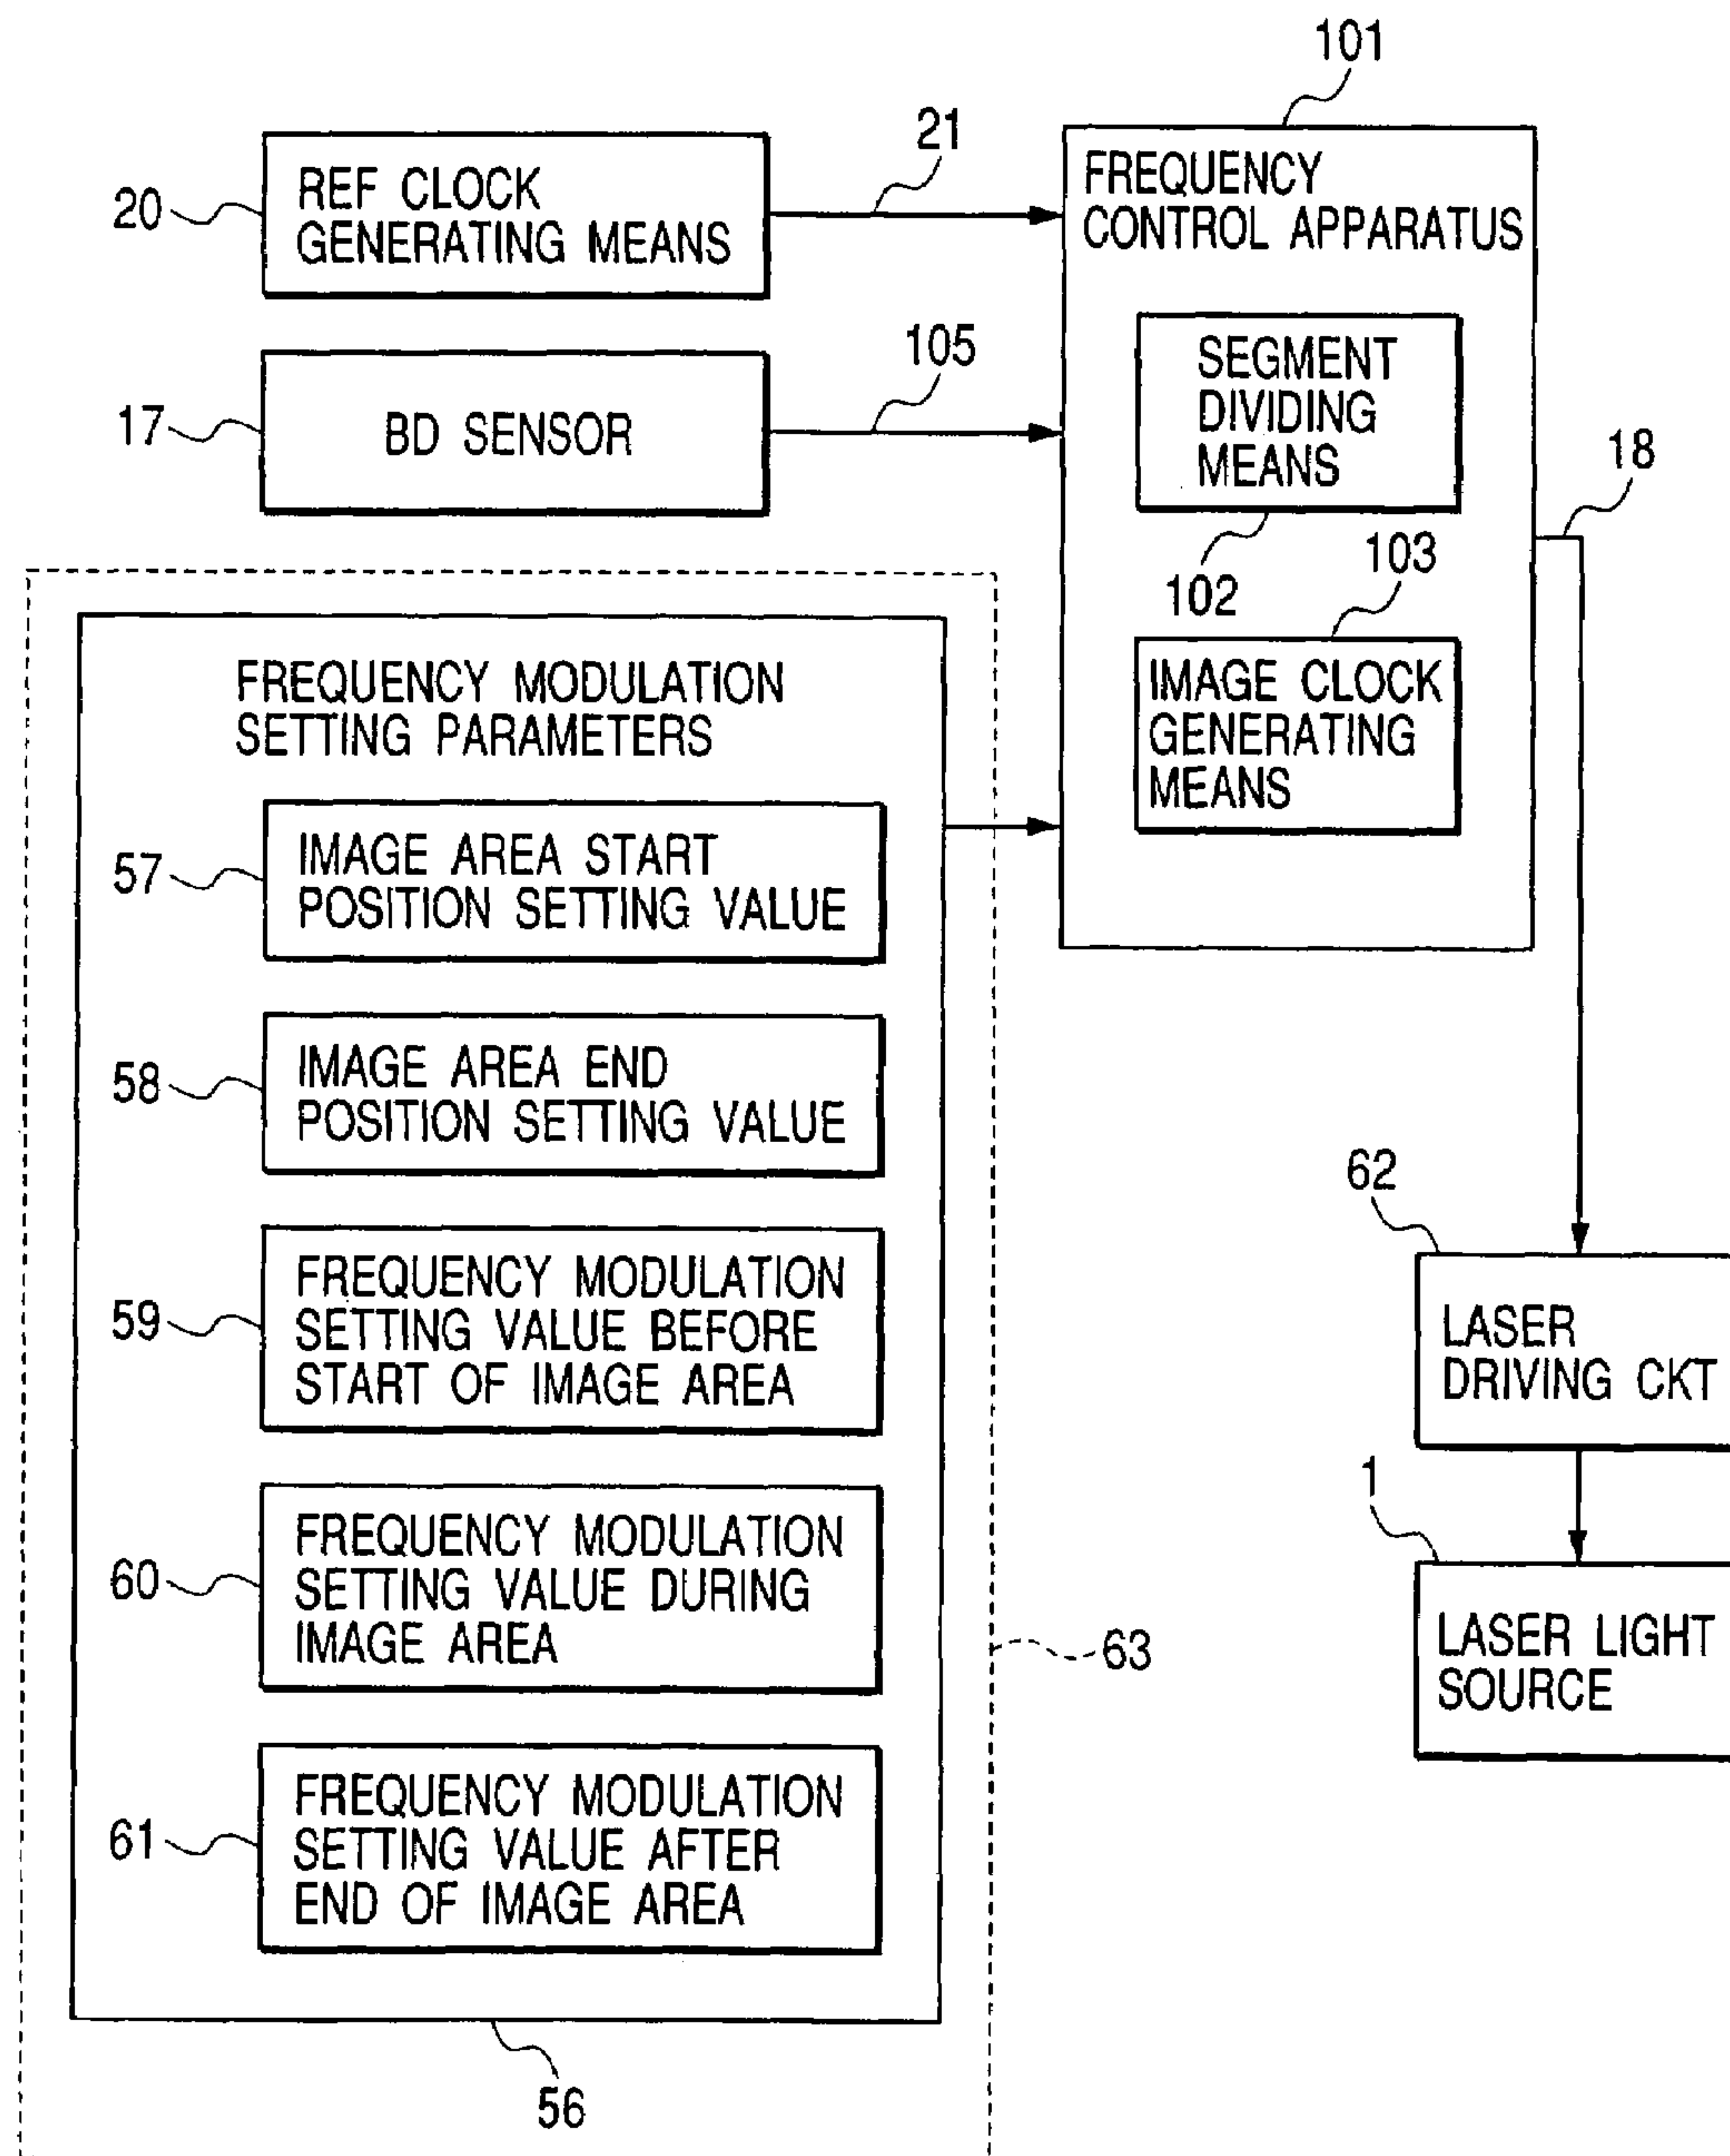 101
20
REF CLOCK
GENERATING MEANS
21
FREQUENCY
CONTROL APPARATUS
17
BD SENSOR
105
SEGMENT
DIVIDING
MEANS
102
18
103
IMAGE CLOCK
GENERATING
MEANS
FREQUENCY MODULATION
SETTING PARAMETERS
57
IMAGE AREA START
POSITION SETTING VALUE
58
IMAGE AREA END
POSITION SETTING VALUE
59
FREQUENCY MODULATION
SETTING VALUE BEFORE
START OF IMAGE AREA
60
FREQUENCY MODULATION
SETTING VALUE DURING
IMAGE AREA
61
FREQUENCY MODULATION
SETTING VALUE AFTER
END OF IMAGE AREA
56
63
62
LASER
DRIVING CKT
1
LASER LIGHT
SOURCE